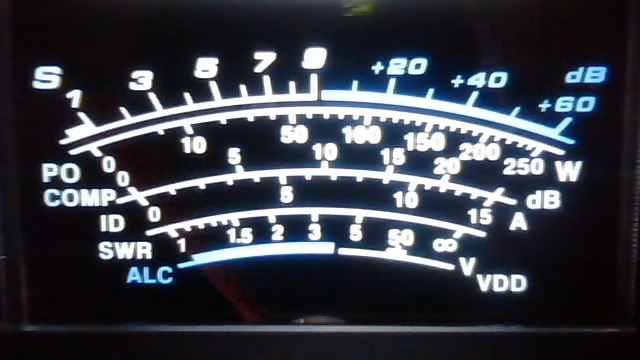 S 1 3 5 7 9 +20 +40 +60 dB
PO 0 10 50 100 150 200 250 W
COMP 0 5 10 15 20 dB
ID 0 5 10 15 A
SWR 1 1.5 2 3 5 50 ∞
ALC V VDD